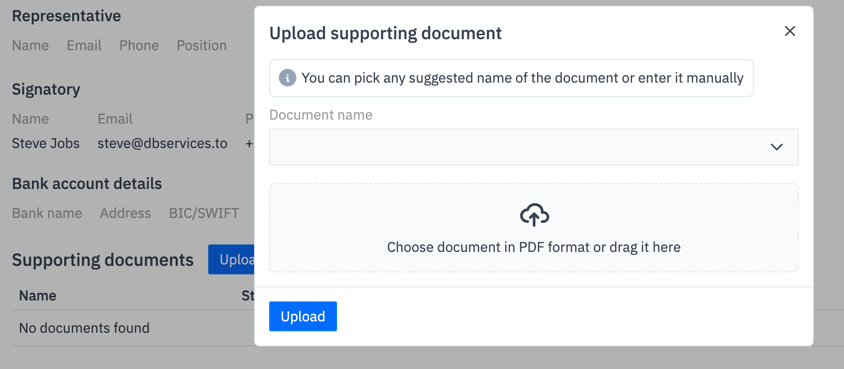 Representative
Name Email Phone Position
Signatory
Name Email P
Steve Jobs steve@dbservices.to +
Bank account details
Bank name Address BIC/SWIFT
Supporting documents Uploa
Name St
No documents found
Upload supporting document
You can pick any suggested name of the document or enter it manually
Document name
Choose document in PDF format or drag it here
Upload